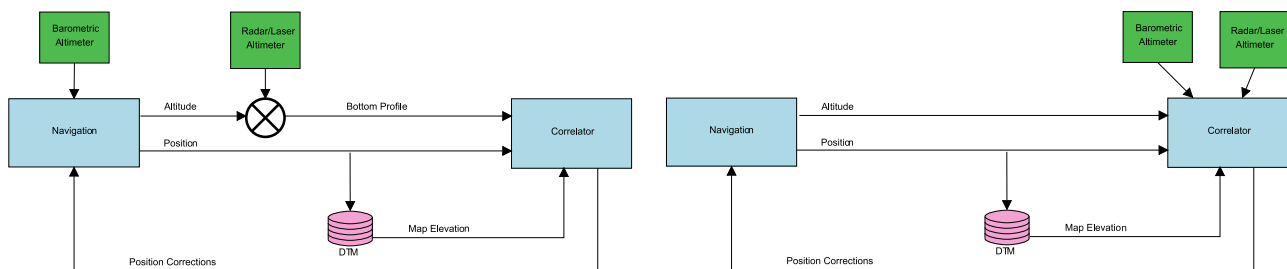 Barometric
Altimeter
Radar/Laser
Altimeter
Altitude
Bottom Profile
Navigation
Correlator
Position
Map Elevation
DTM
Position Corrections
Barometric
Altimeter
Radar/Laser
Altimeter
Altitude
Navigation
Correlator
Position
Map Elevation
DTM
Position Corrections